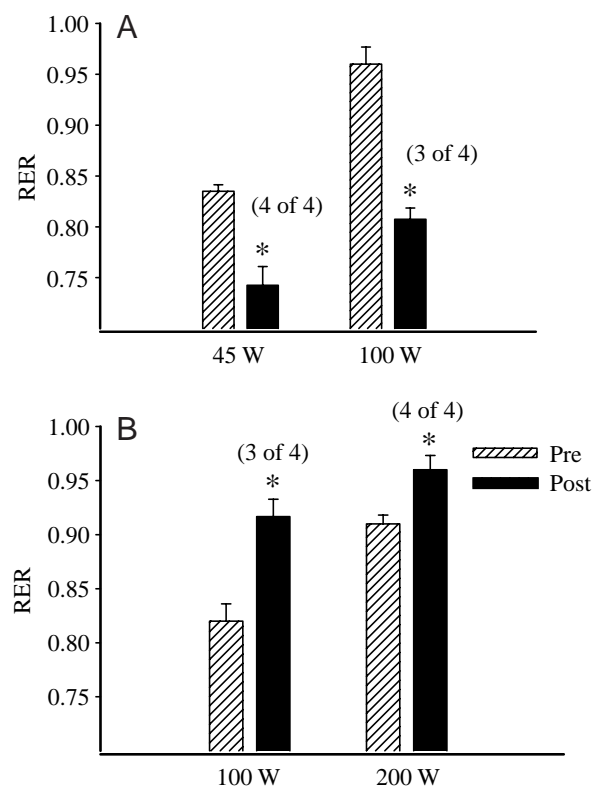 A
1.00
0.95
0.90
0.85
0.80
0.75
RER
(4 of 4)
*
(3 of 4)
*
45 W
100 W
B
1.00
0.95
0.90
0.85
0.80
0.75
RER
(3 of 4)
*
(4 of 4)
*
Pre
Post
100 W
200 W